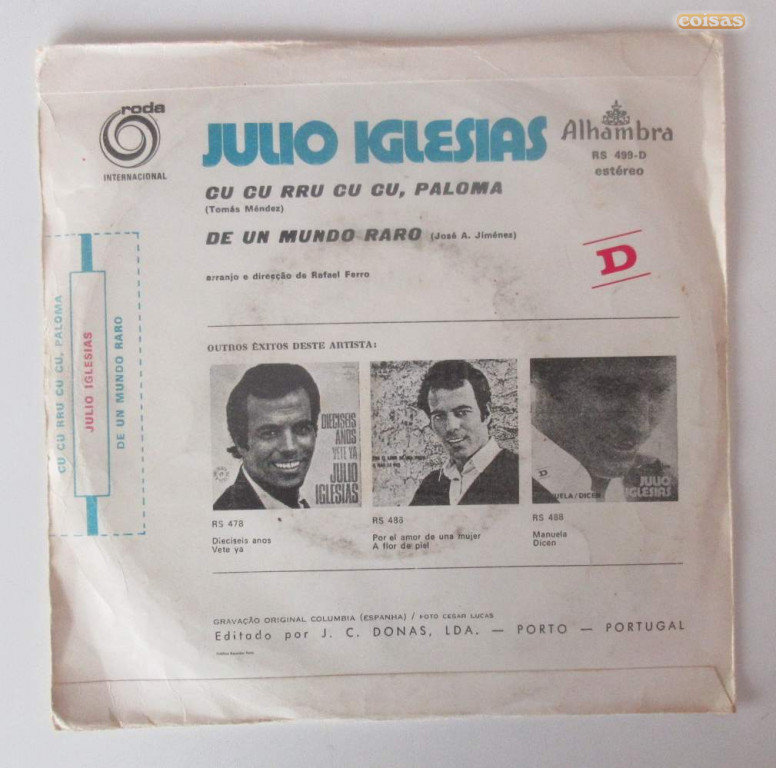 coisas
roda
INTERNACIONAL
JULIO IGLESIAS
Alhambra
RS 499-D
estéreo
CU CU RRU CU CU, PALOMA
(Tomás Méndez)
DE UN MUNDO RARO (José A. Jiménez)
D
arranjo e direcção de Rafael Ferro
CU CU RRU CU CU, PALOMA
JULIO IGLESIAS
DE UN MUNDO RARO
OUTROS ÊXITOS DESTE ARTISTA:
DIECISEIS
AÑOS
VETE YA
JULIO
IGLESIAS
D
JULIO
IGLESIAS
RS 478
Dieciseis anos
Vete ya
RS 486
Por el amor de una mujer
A flor de piel
RS 498
Manuela
Dicen
GRAVAÇÃO ORIGINAL COLUMBIA (ESPANHA) / FOTO CESAR LUCAS
Editado por J. C. DONAS, LDA. — PORTO — PORTUGAL